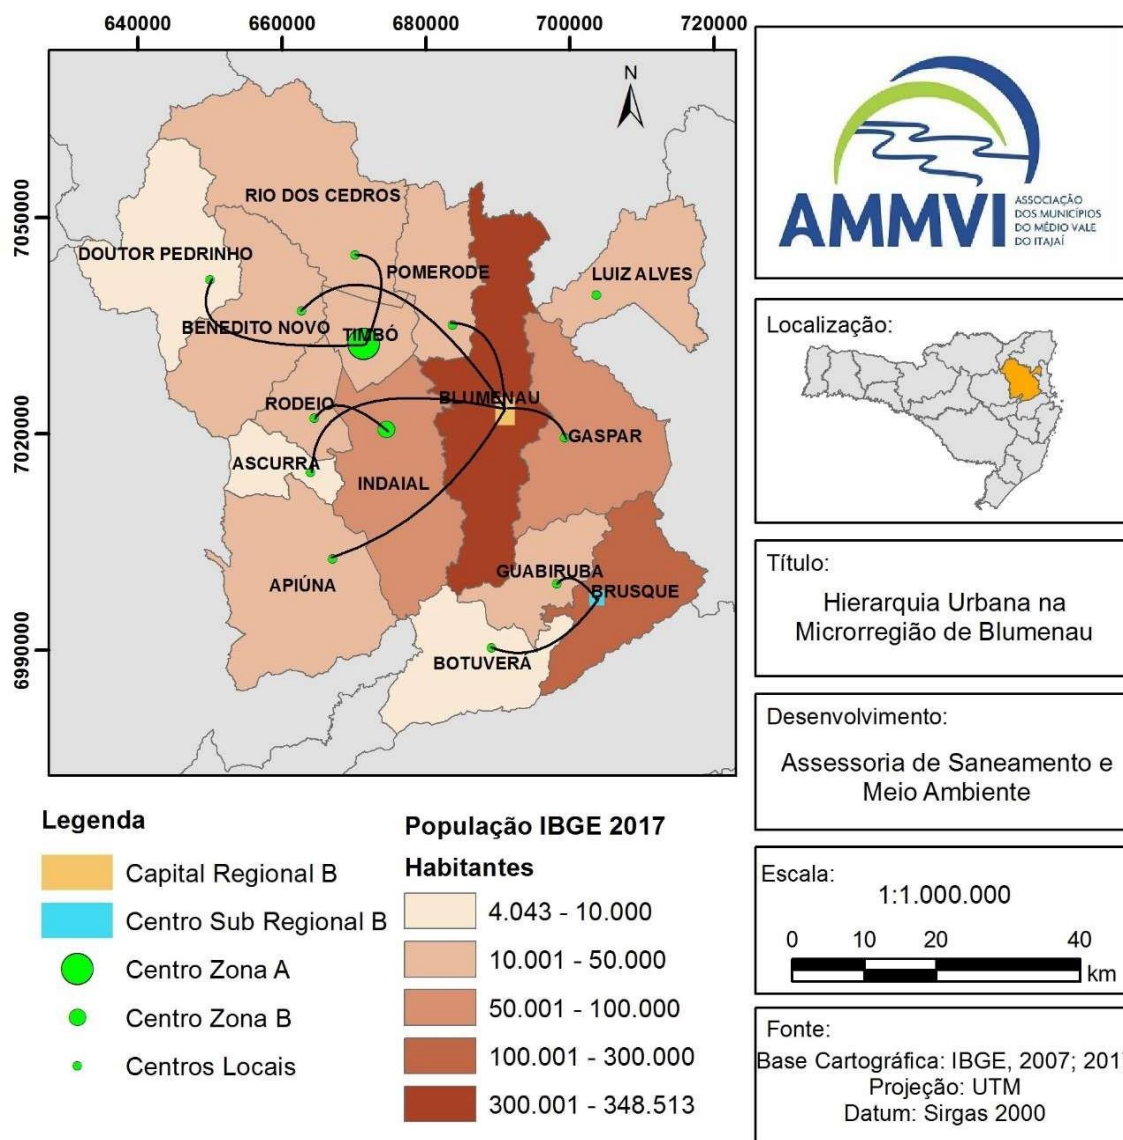 640000 660000 680000 700000 720000
7050000
7020000
6990000
N
RIO DOS CEDROS
DOUTOR PEDRINHO
POMERODE
LUIZ ALVES
BENEDITO NOVO
TIMBÓ
RODEIO
BLUMENAU
GASPAR
ASCURRA
INDAIAL
GUABIRUBA
BRUSQUE
APIÚNA
BOTUVERÁ
AMMVI
ASSOCIAÇÃO
DOS MUNICÍPIOS
DO MÉDIO VALE
DO ITAJAÍ
Localização:
Título:
Hierarquia Urbana na
Microrregião de Blumenau
Desenvolvimento:
Assessoria de Saneamento e
Meio Ambiente
Escala:
1:1.000.000
0 10 20 40
km
Fonte:
Base Cartográfica: IBGE, 2007; 201
Projeção: UTM
Datum: Sirgas 2000
Legenda
Capital Regional B
Centro Sub Regional B
Centro Zona A
Centro Zona B
Centros Locais
População IBGE 2017
Habitantes
4.043 - 10.000
10.001 - 50.000
50.001 - 100.000
100.001 - 300.000
300.001 - 348.513